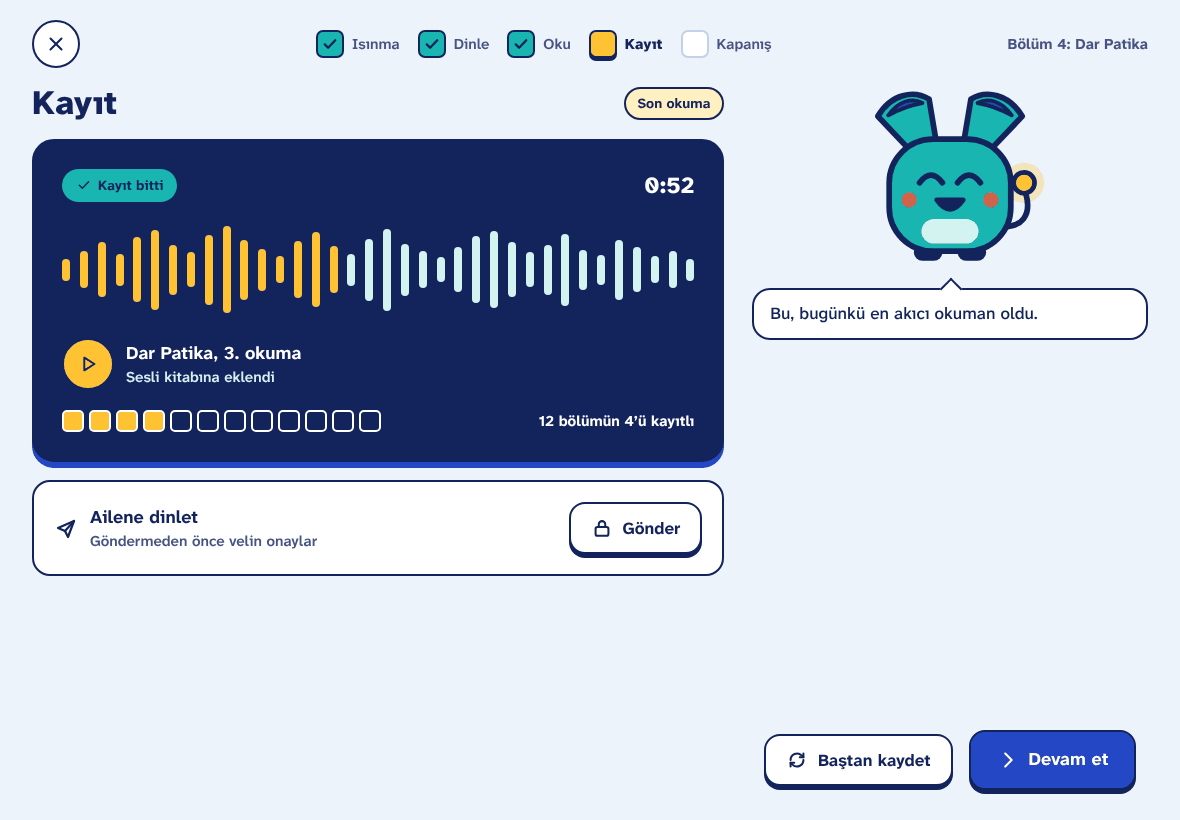 Isınma
Dinle
Oku
Kayıt
Kapanış
Bölüm 4: Dar Patika
Kayıt
Son okuma
Kayıt bitti
0:52
Dar Patika, 3. okuma
Sesli kitabına eklendi
12 bölümün 4’ü kayıtlı
Bu, bugünkü en akıcı okuman oldu.
Ailene dinlet
Göndermeden önce velin onaylar
Gönder
Baştan kaydet
Devam et